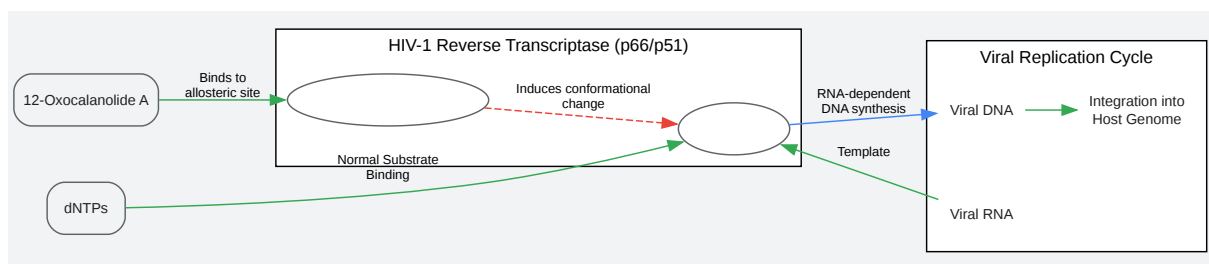 HIV-1 Reverse Transcriptase (p66/p51)
Viral Replication Cycle
12-Oxocalanolide A
Binds to
allosteric site
Induces conformational
change
RNA-dependent
DNA synthesis
Viral DNA
Integration into
Host Genome
Normal Substrate
Binding
Template
dNTPs
Viral RNA